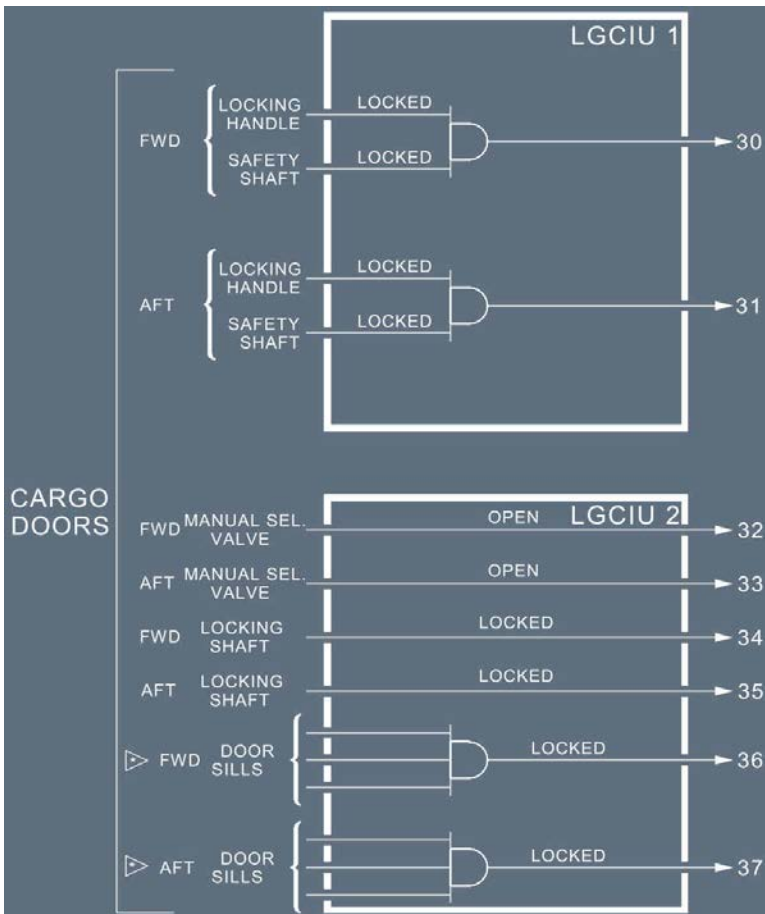 LGCIU 1
FWD
LOCKING
HANDLE
LOCKED
SAFETY
SHAFT
LOCKED
30
AFT
LOCKING
HANDLE
LOCKED
SAFETY
SHAFT
LOCKED
31
CARGO
DOORS
LGCIU 2
FWD MANUAL SEL.
VALVE
OPEN
32
AFT MANUAL SEL.
VALVE
OPEN
33
FWD LOCKING
SHAFT
LOCKED
34
AFT LOCKING
SHAFT
LOCKED
35
FWD DOOR
SILLS
LOCKED
36
AFT DOOR
SILLS
LOCKED
37